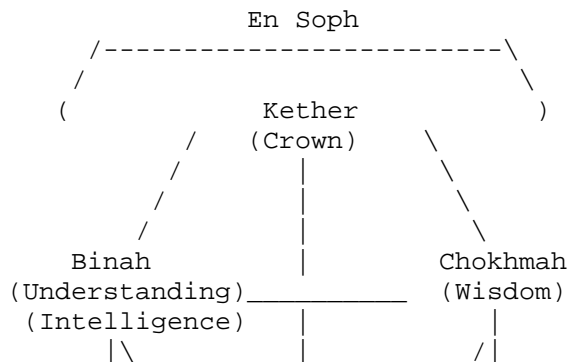 En Soph
Kether
(Crown)
Binah Chokhmah
(Understanding) (Wisdom)
(Intelligence)